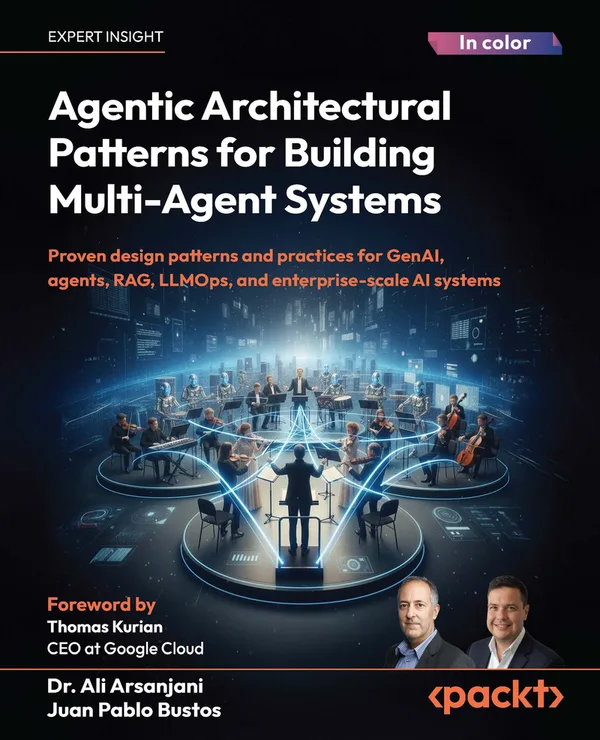 EXPERT INSIGHT
In color
Agentic Architectural
Patterns for Building
Multi-Agent Systems
Proven design patterns and practices for GenAI,
agents, RAG, LLMOps, and enterprise-scale AI systems
Foreword by
Thomas Kurian
CEO at Google Cloud
Dr. Ali Arsanjani
Juan Pablo Bustos
<packt>